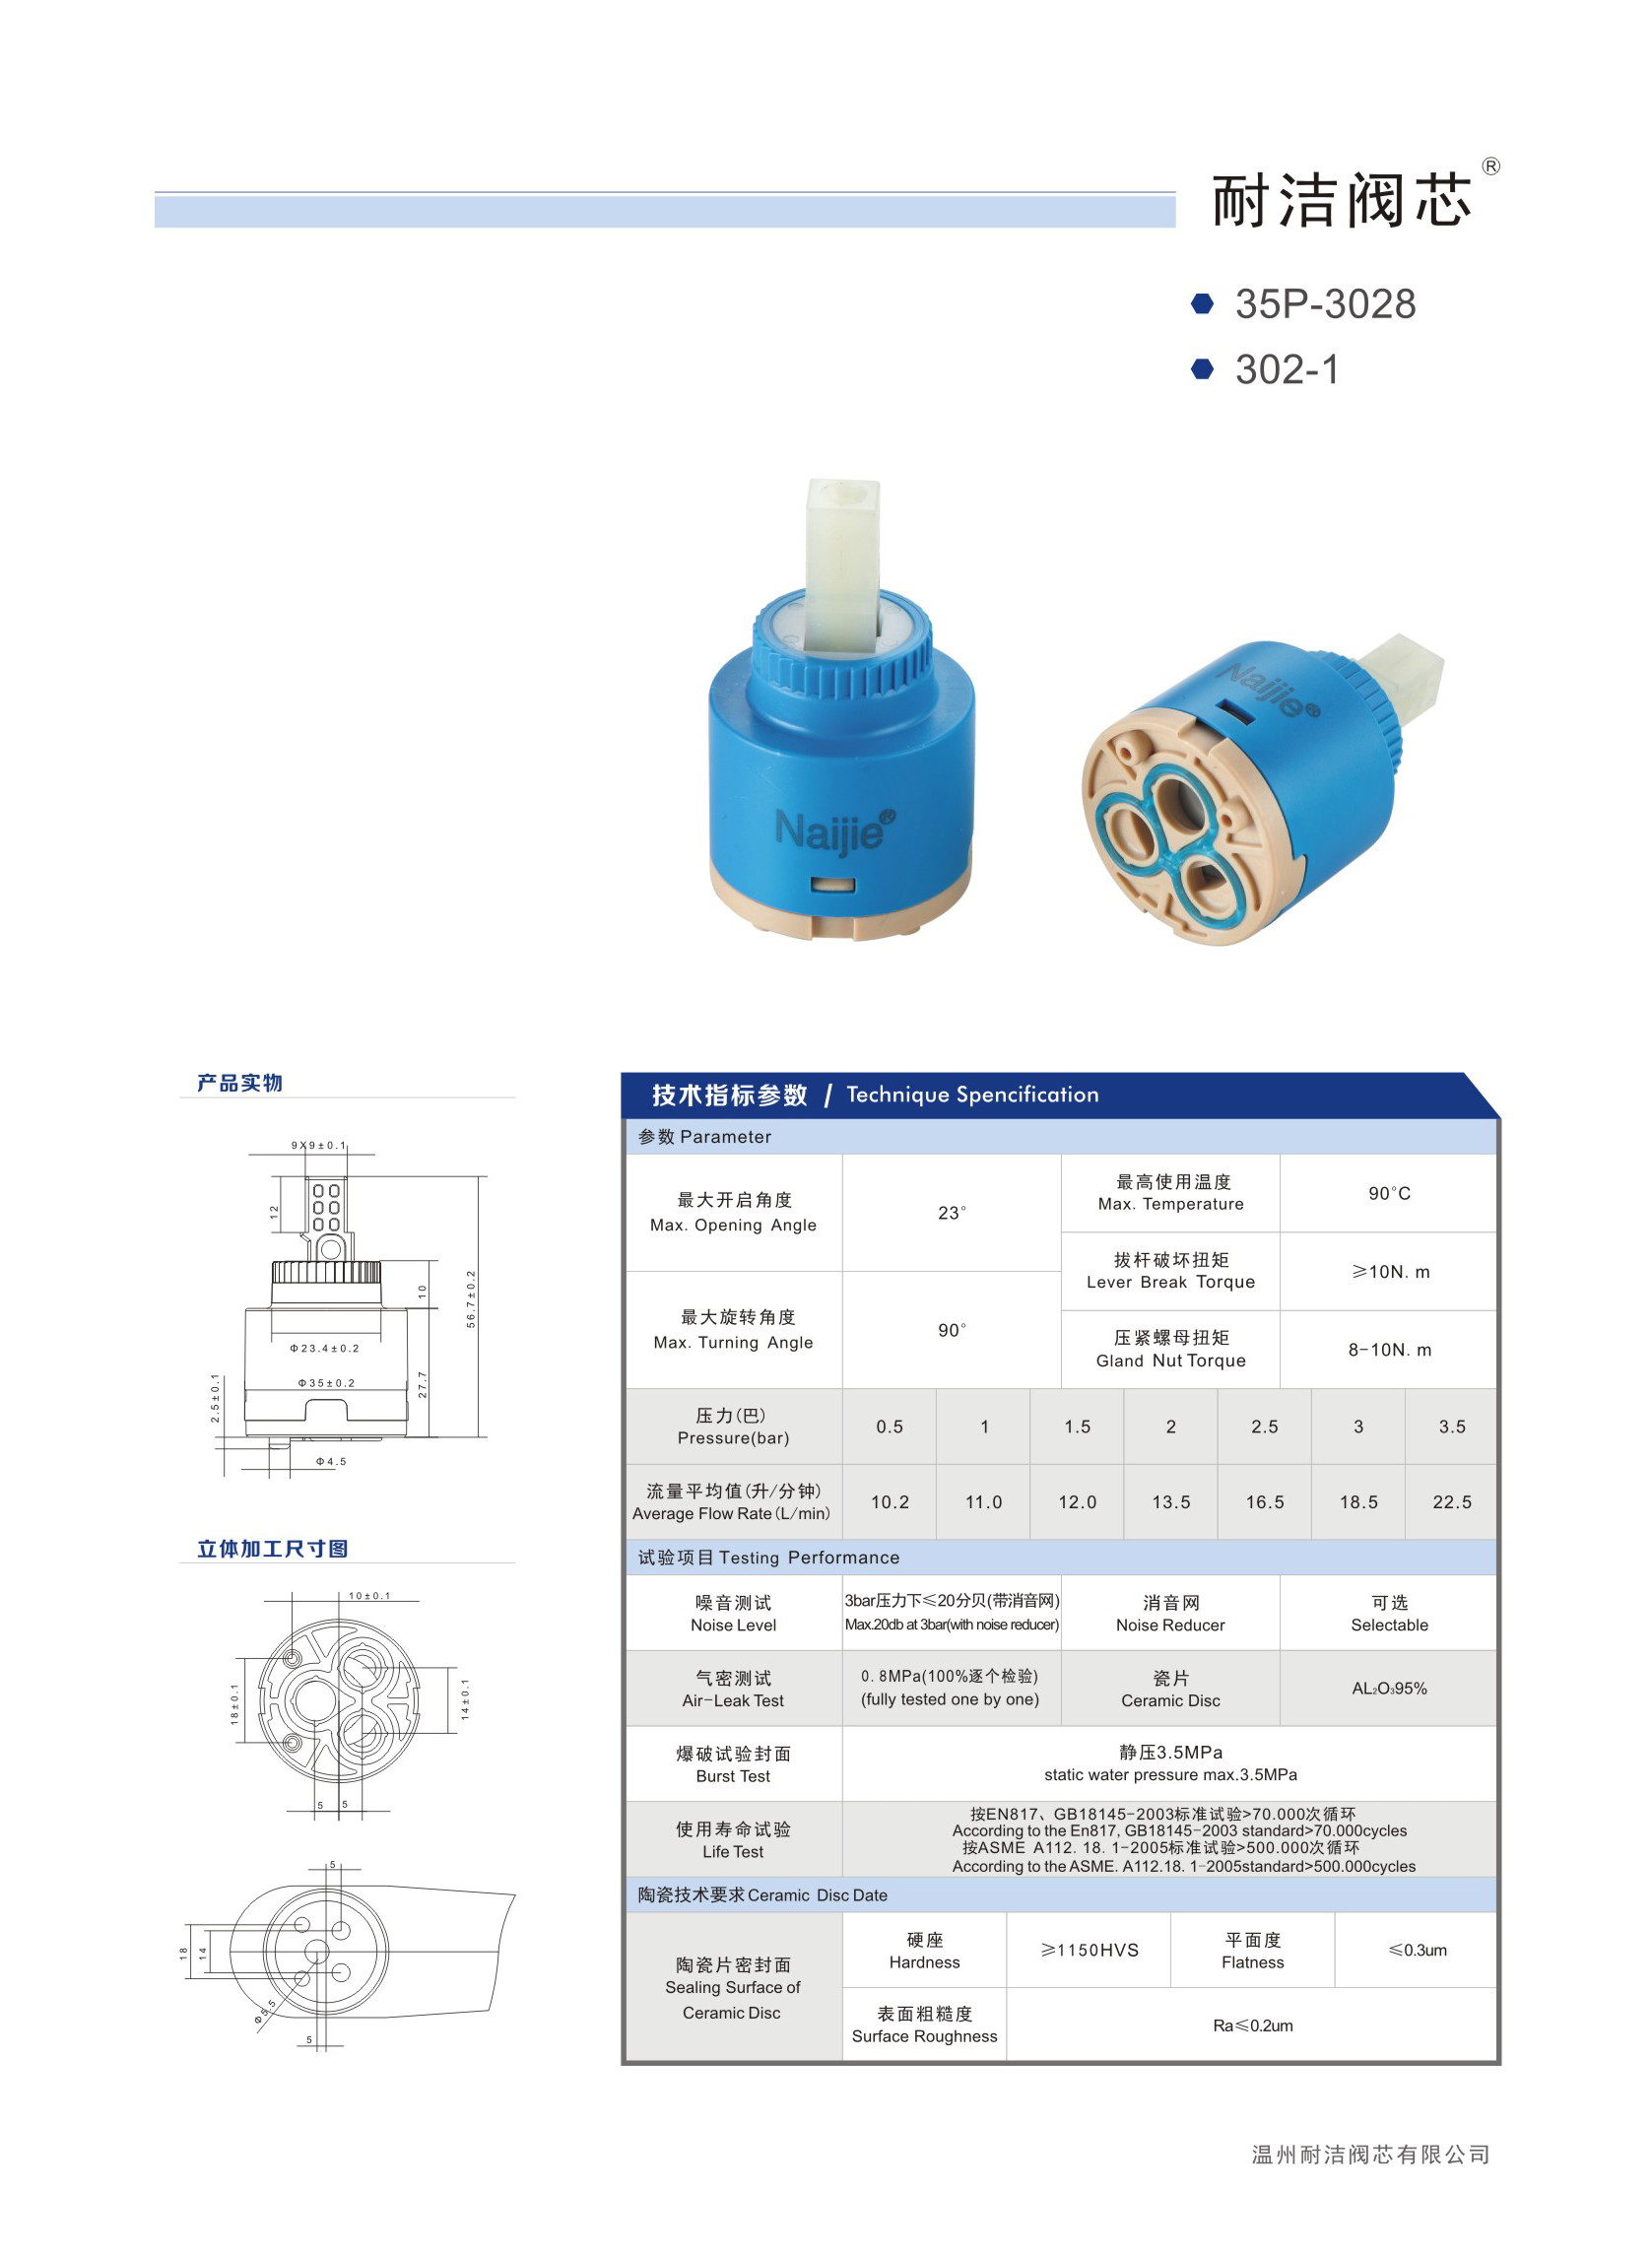 耐洁阀芯®
35P-3028
302-1
Naijie®
Naijie®
产品实物
9X9±0.1
12
10
56.7±0.2
Φ23.4±0.2
Φ35±0.2
27.7
2.5±0.1
Φ4.5
立体加工尺寸图
10±0.1
18±0.1
14±0.1
5 5
5
18
14
Φ5.5
5
技术指标参数 / Technique Spencification
参数 Parameter
最大开启角度
Max. Opening Angle
23°
最高使用温度
Max. Temperature
90°C
拔杆破坏扭矩
Lever Break Torque
≥10N. m
最大旋转角度
Max. Turning Angle
90°
压紧螺母扭矩
Gland Nut Torque
8-10N. m
压力(巴)
Pressure(bar)
0.5 1 1.5 2 2.5 3 3.5
流量平均值(升/分钟)
Average Flow Rate(L/min)
10.2 11.0 12.0 13.5 16.5 18.5 22.5
试验项目 Testing Performance
噪音测试
Noise Level
3bar压力下≤20分贝(带消音网)
Max.20db at 3bar(with noise reducer)
消音网
Noise Reducer
可选
Selectable
气密测试
Air-Leak Test
0.8MPa(100%逐个检验)
(fully tested one by one)
瓷片
Ceramic Disc
AL₂O₃95%
爆破试验封面
Burst Test
静压3.5MPa
static water pressure max.3.5MPa
使用寿命试验
Life Test
按EN817、GB18145-2003标准试验>70.000次循环
According to the En817, GB18145-2003 standard>70.000cycles
按ASME A112. 18. 1-2005标准试验>500.000次循环
According to the ASME. A112.18. 1-2005standard>500.000cycles
陶瓷技术要求 Ceramic Disc Date
陶瓷片密封面
Sealing Surface of
Ceramic Disc
硬座
Hardness
≥1150HVS
平面度
Flatness
≤0.3um
表面粗糙度
Surface Roughness
Ra≤0.2um
温州耐洁阀芯有限公司